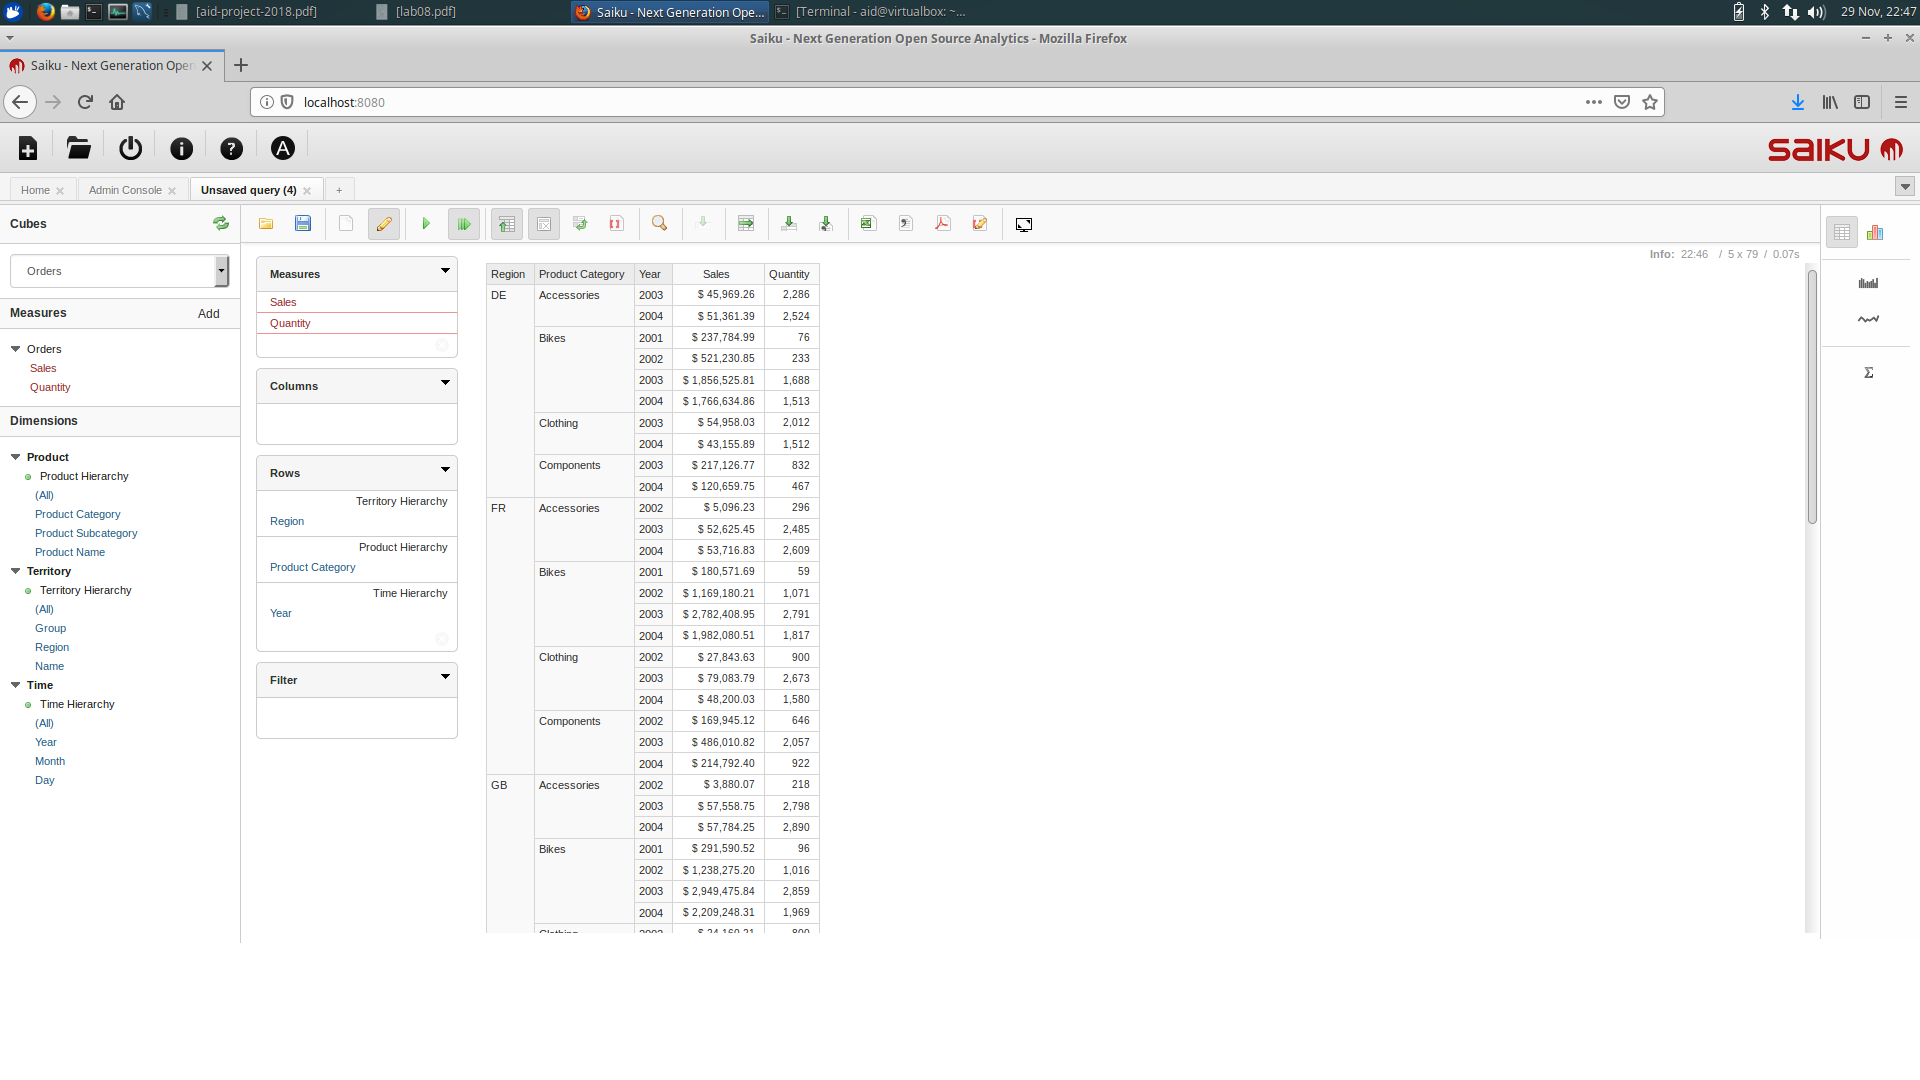 [aid-project-2018.pdf]
[lab08.pdf]
Saiku - Next Generation Ope...
[Terminal - aid@virtualbox: ~...
29 Nov, 22:47
Saiku - Next Generation Open Source Analytics - Mozilla Firefox
Saiku - Next Generation Open
localhost:8080
saiku
Home
Admin Console
Unsaved query (4)
Cubes
Orders
Measures
Add
Orders
Sales
Quantity
Dimensions
Product
Product Hierarchy
(All)
Product Category
Product Subcategory
Product Name
Territory
Territory Hierarchy
(All)
Group
Region
Name
Time
Time Hierarchy
(All)
Year
Month
Day
Measures
Sales
Quantity
Columns
Rows
Territory Hierarchy
Region
Product Hierarchy
Product Category
Time Hierarchy
Year
Filter
Info: 22:46 / 5 x 79 / 0.07s
Region Product Category Year Sales Quantity
DE Accessories 2003 $ 45,969.26 2,286
2004 $ 51,361.39 2,524
Bikes 2001 $ 237,784.99 76
2002 $ 521,230.85 233
2003 $ 1,856,525.81 1,688
2004 $ 1,766,634.86 1,513
Clothing 2003 $ 54,958.03 2,012
2004 $ 43,155.89 1,512
Components 2003 $ 217,126.77 832
2004 $ 120,659.75 467
FR Accessories 2002 $ 5,096.23 296
2003 $ 52,625.45 2,485
2004 $ 53,716.83 2,609
Bikes 2001 $ 180,571.69 59
2002 $ 1,169,180.21 1,071
2003 $ 2,782,408.95 2,791
2004 $ 1,982,080.51 1,817
Clothing 2002 $ 27,843.63 900
2003 $ 79,083.79 2,673
2004 $ 48,200.03 1,580
Components 2002 $ 169,945.12 646
2003 $ 486,010.82 2,057
2004 $ 214,792.40 922
GB Accessories 2002 $ 3,880.07 218
2003 $ 57,558.75 2,798
2004 $ 57,784.25 2,890
Bikes 2001 $ 291,590.52 96
2002 $ 1,238,275.20 1,016
2003 $ 2,949,475.84 2,859
2004 $ 2,209,248.31 1,969